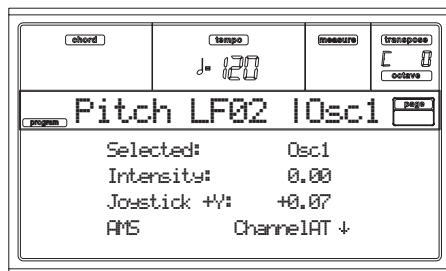 chord tempo measure transpose
♩= 120 C 0
octave
program Pitch LFO2 |Osc1 page
Selected: Osc1
Intensity: 0.00
Joystick +Y: +0.07
AMS ChannelAT ↓